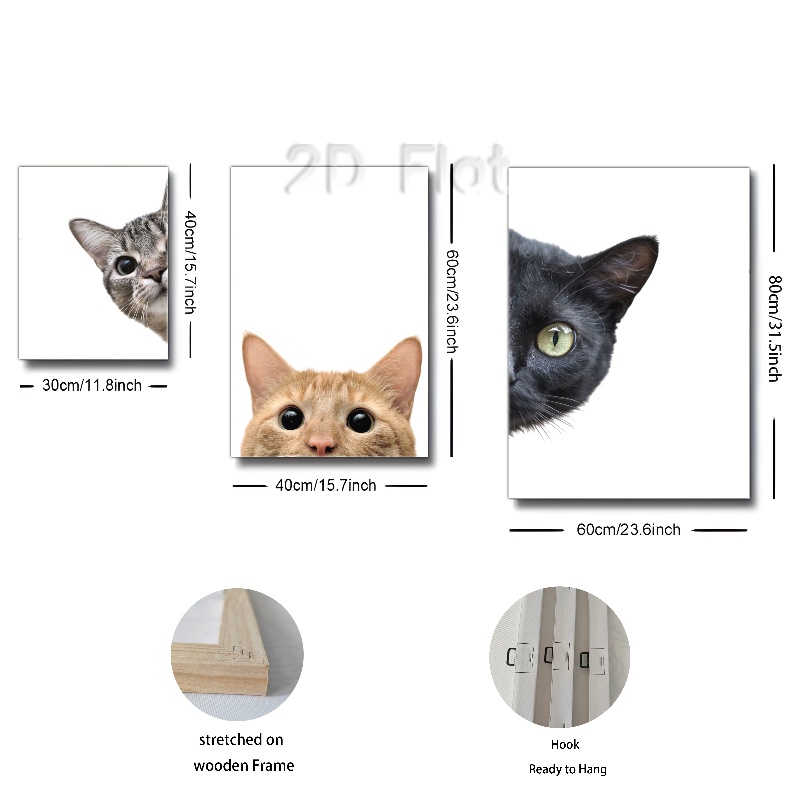 2D Flat
40cm/15.7inch
30cm/11.8inch
60cm/23.6inch
40cm/15.7inch
80cm/31.5inch
60cm/23.6inch
stretched on
wooden Frame
Hook
Ready to Hang